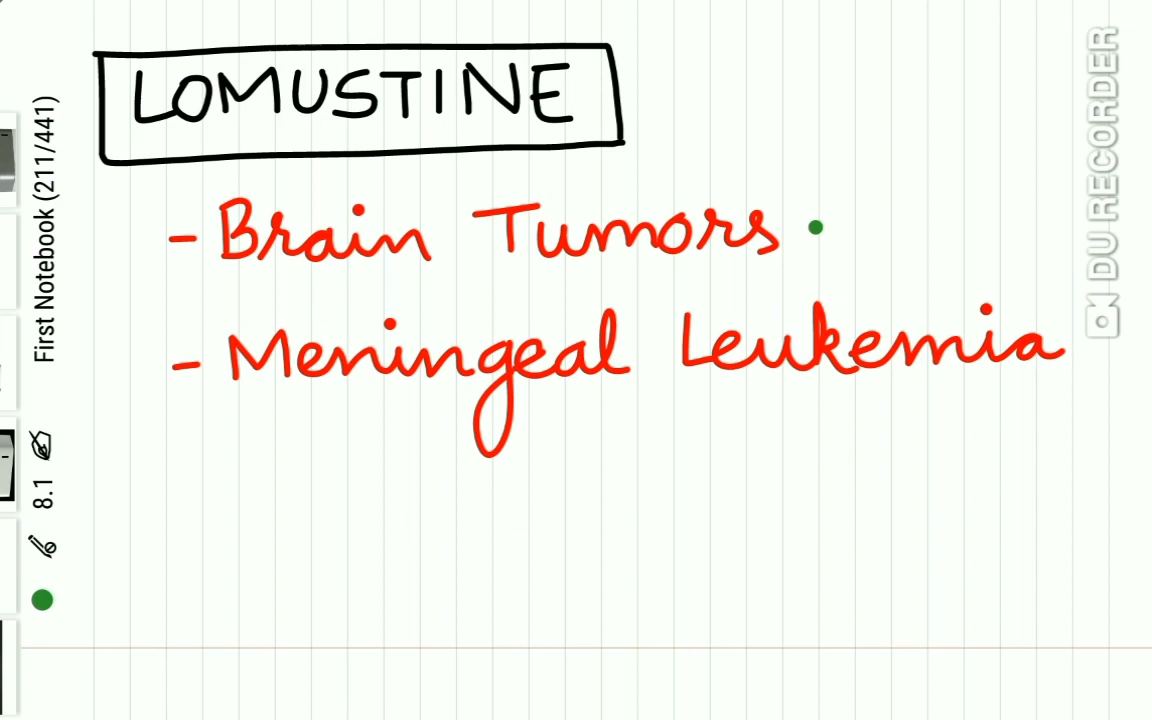 LOMUSTINE
- Brain Tumors
- Meningeal Leukemia
First Notebook (211/441)
8.1
DU RECORDER